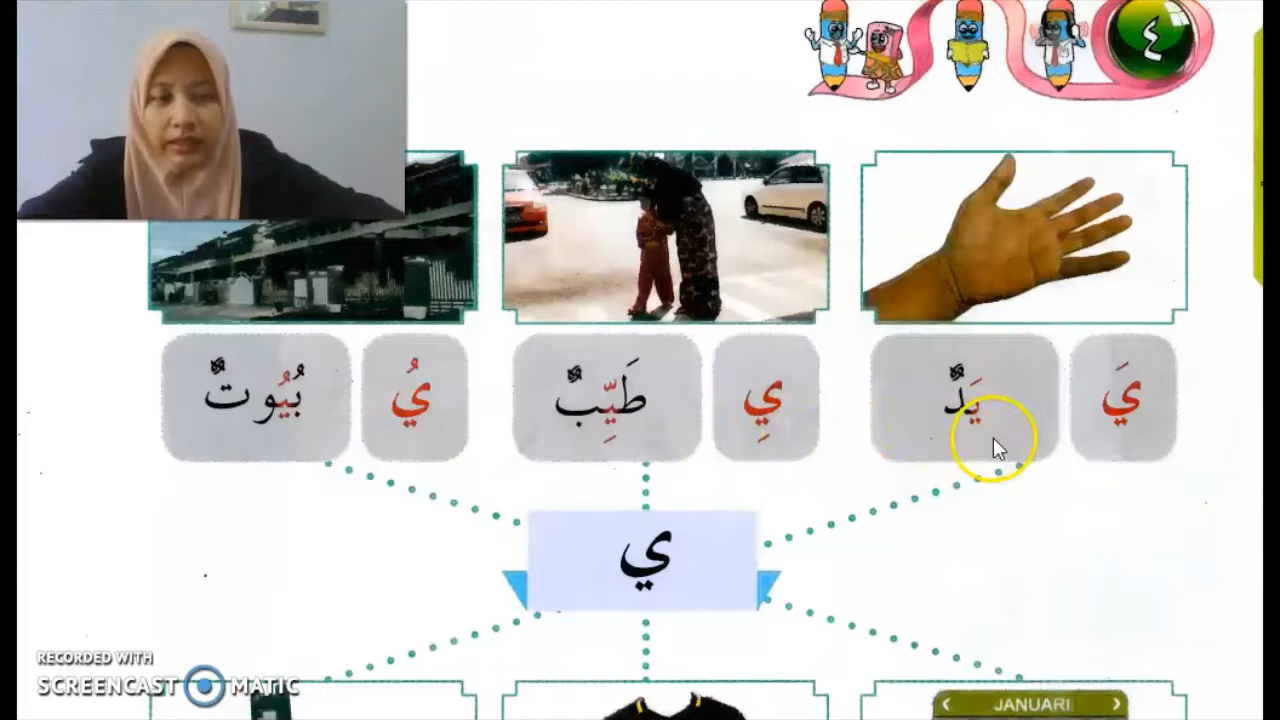 ٤
يَ
يَدٌ
يِ
طَيِّبٌ
يُ
بُيُوتٌ
ي
JANUARI
RECORDED WITH
SCREENCAST MATIC